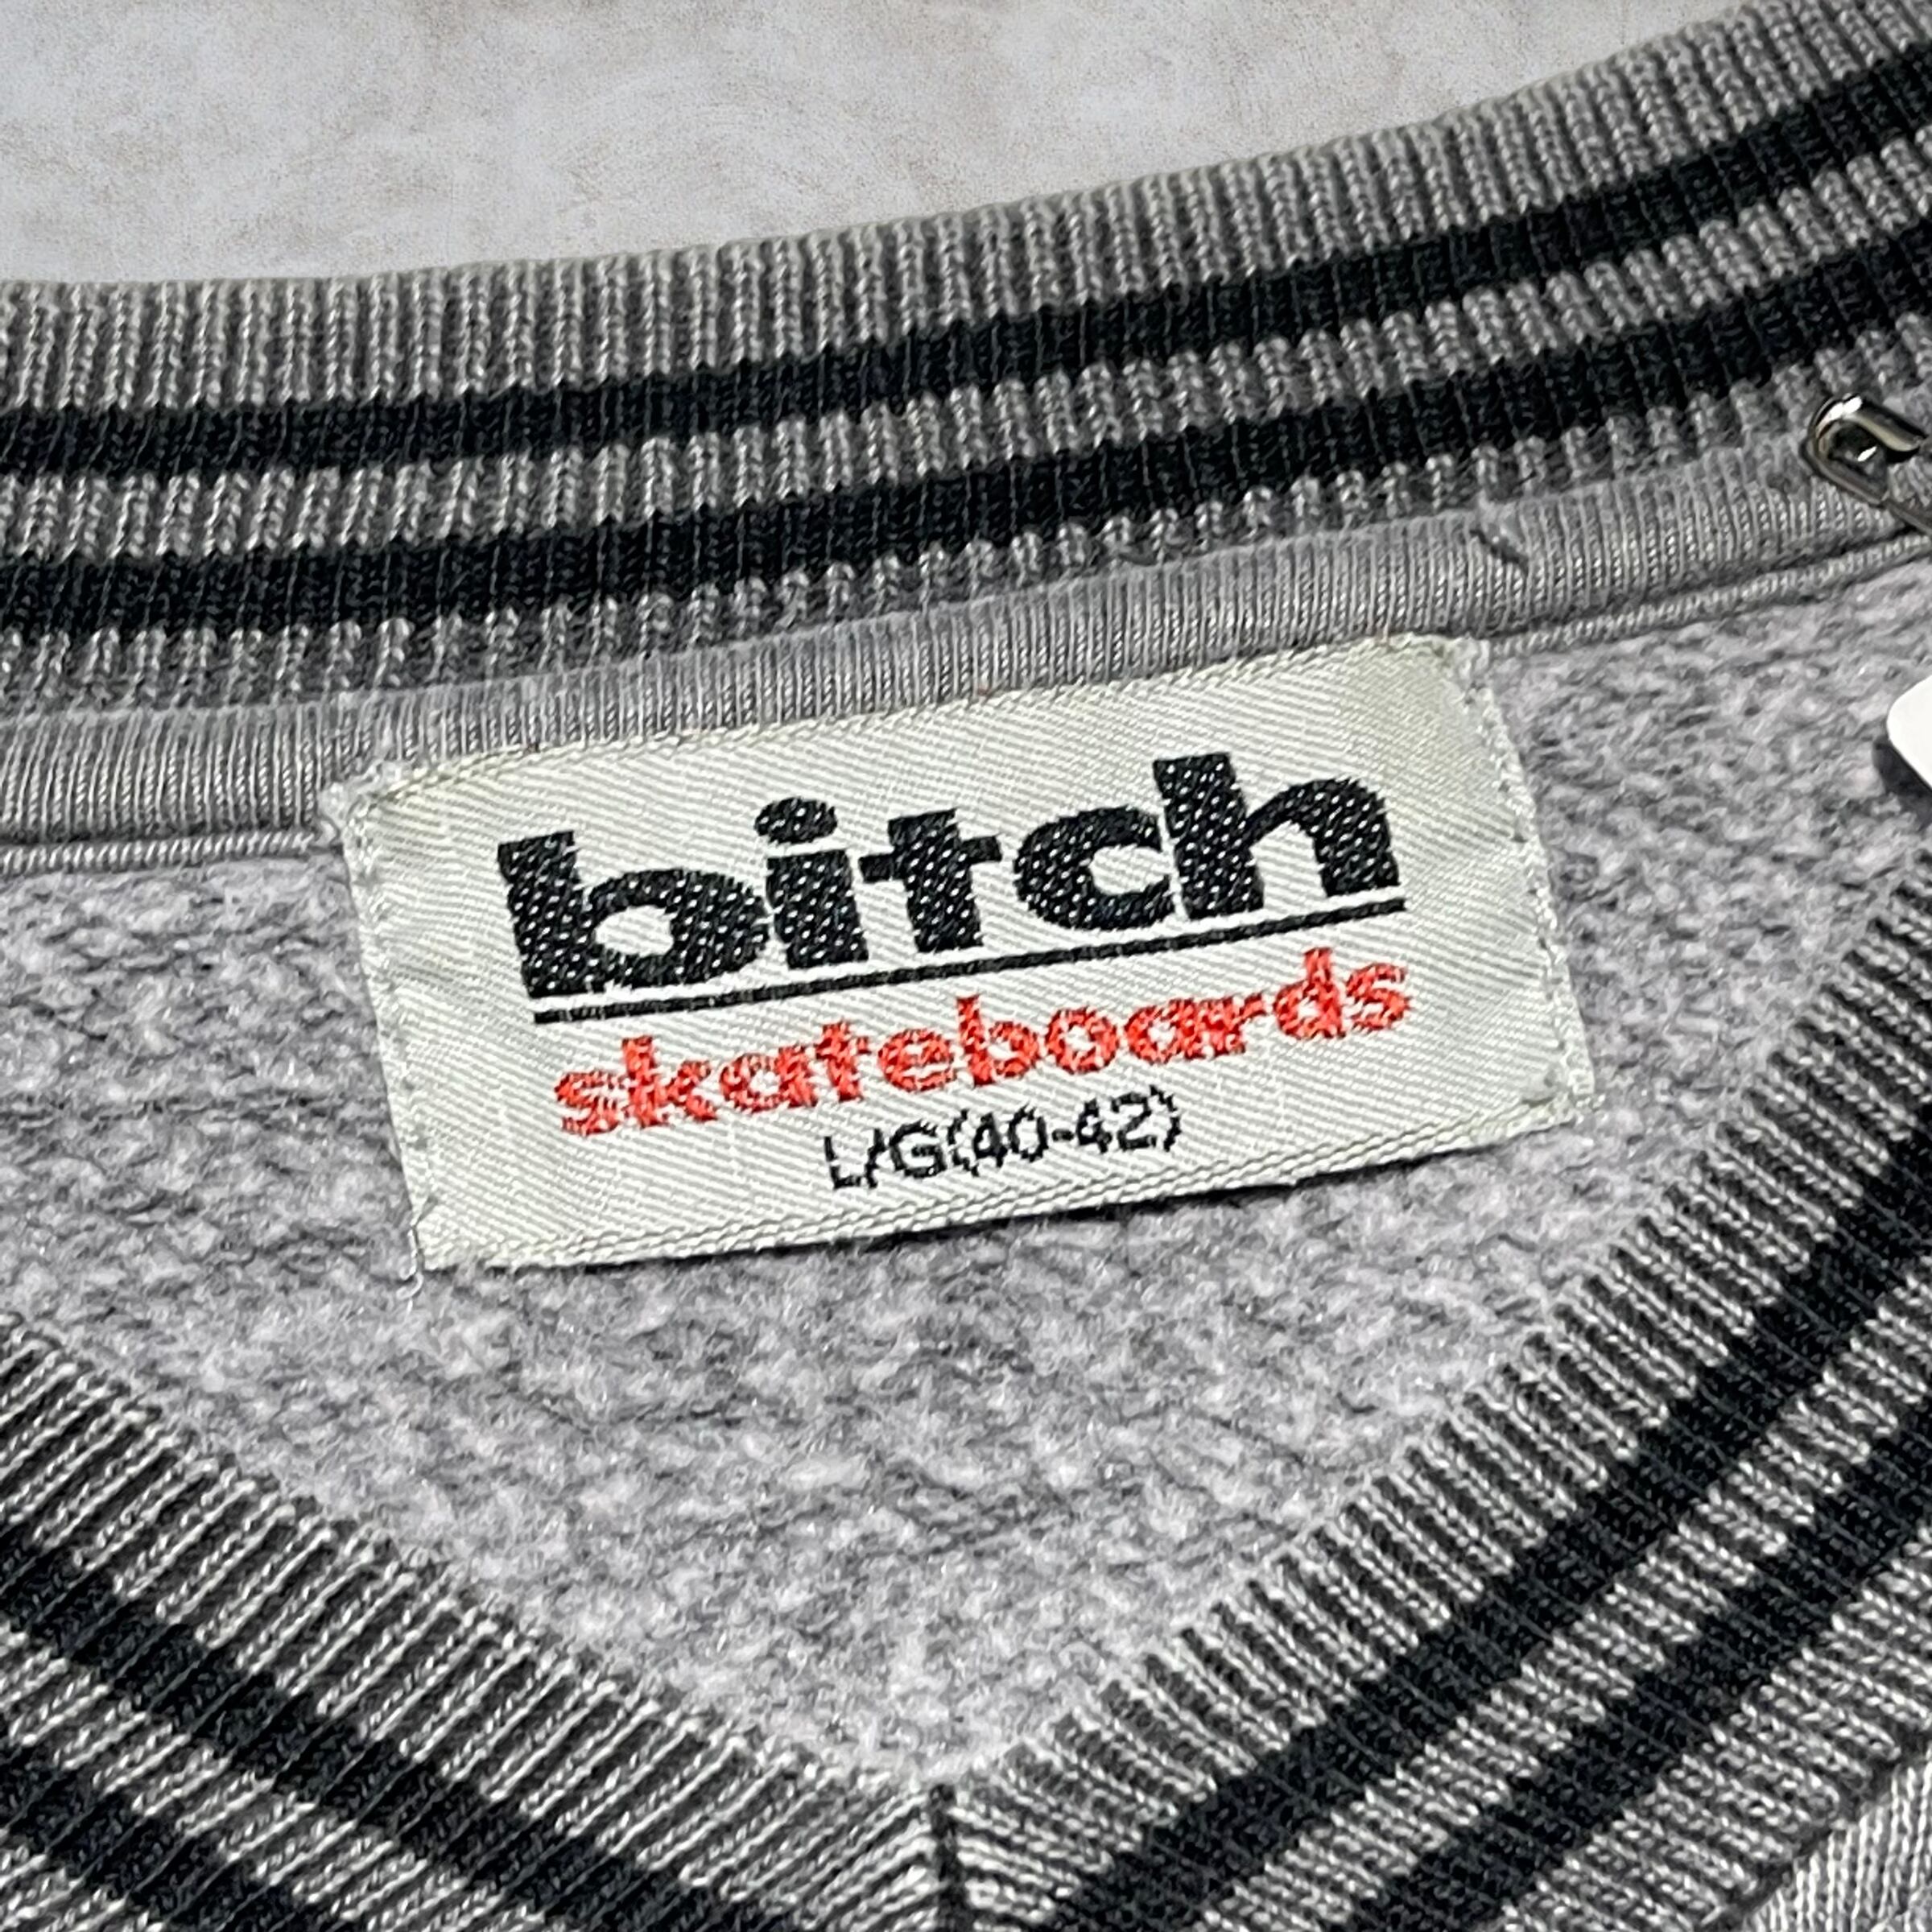 bitch
skateboards
L/G(40-42)